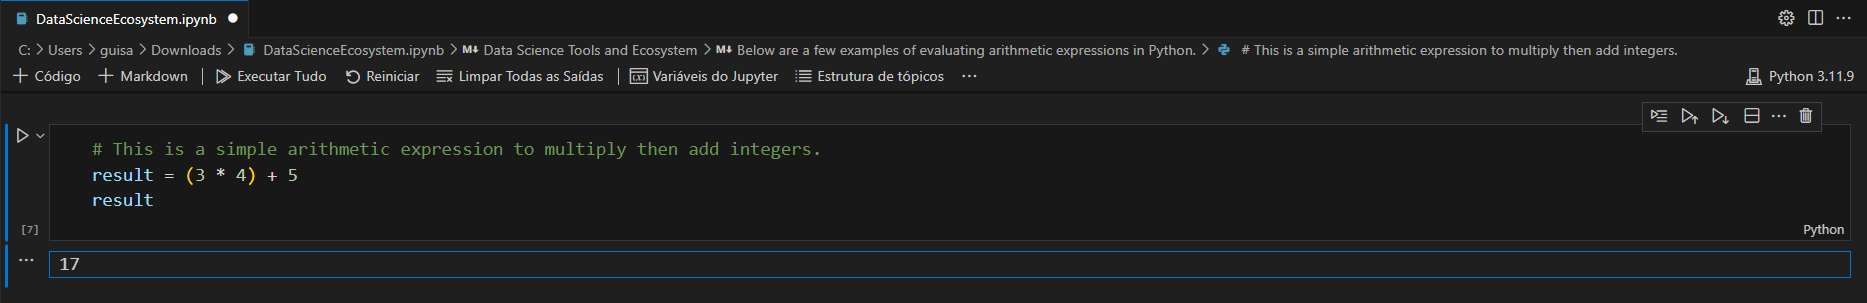 DataScienceEcosystem.ipynb
C: > Users > guisa > Downloads > DataScienceEcosystem.ipynb > M↓ Data Science Tools and Ecosystem > M↓ Below are a few examples of evaluating arithmetic expressions in Python. > # This is a simple arithmetic expression to multiply then add integers.
+ Código + Markdown | Executar Tudo Reiniciar Limpar Todas as Saídas | (x) Variáveis do Jupyter Estrutura de tópicos ... Python 3.11.9
# This is a simple arithmetic expression to multiply then add integers.
result = (3 * 4) + 5
result
[7] Python
17